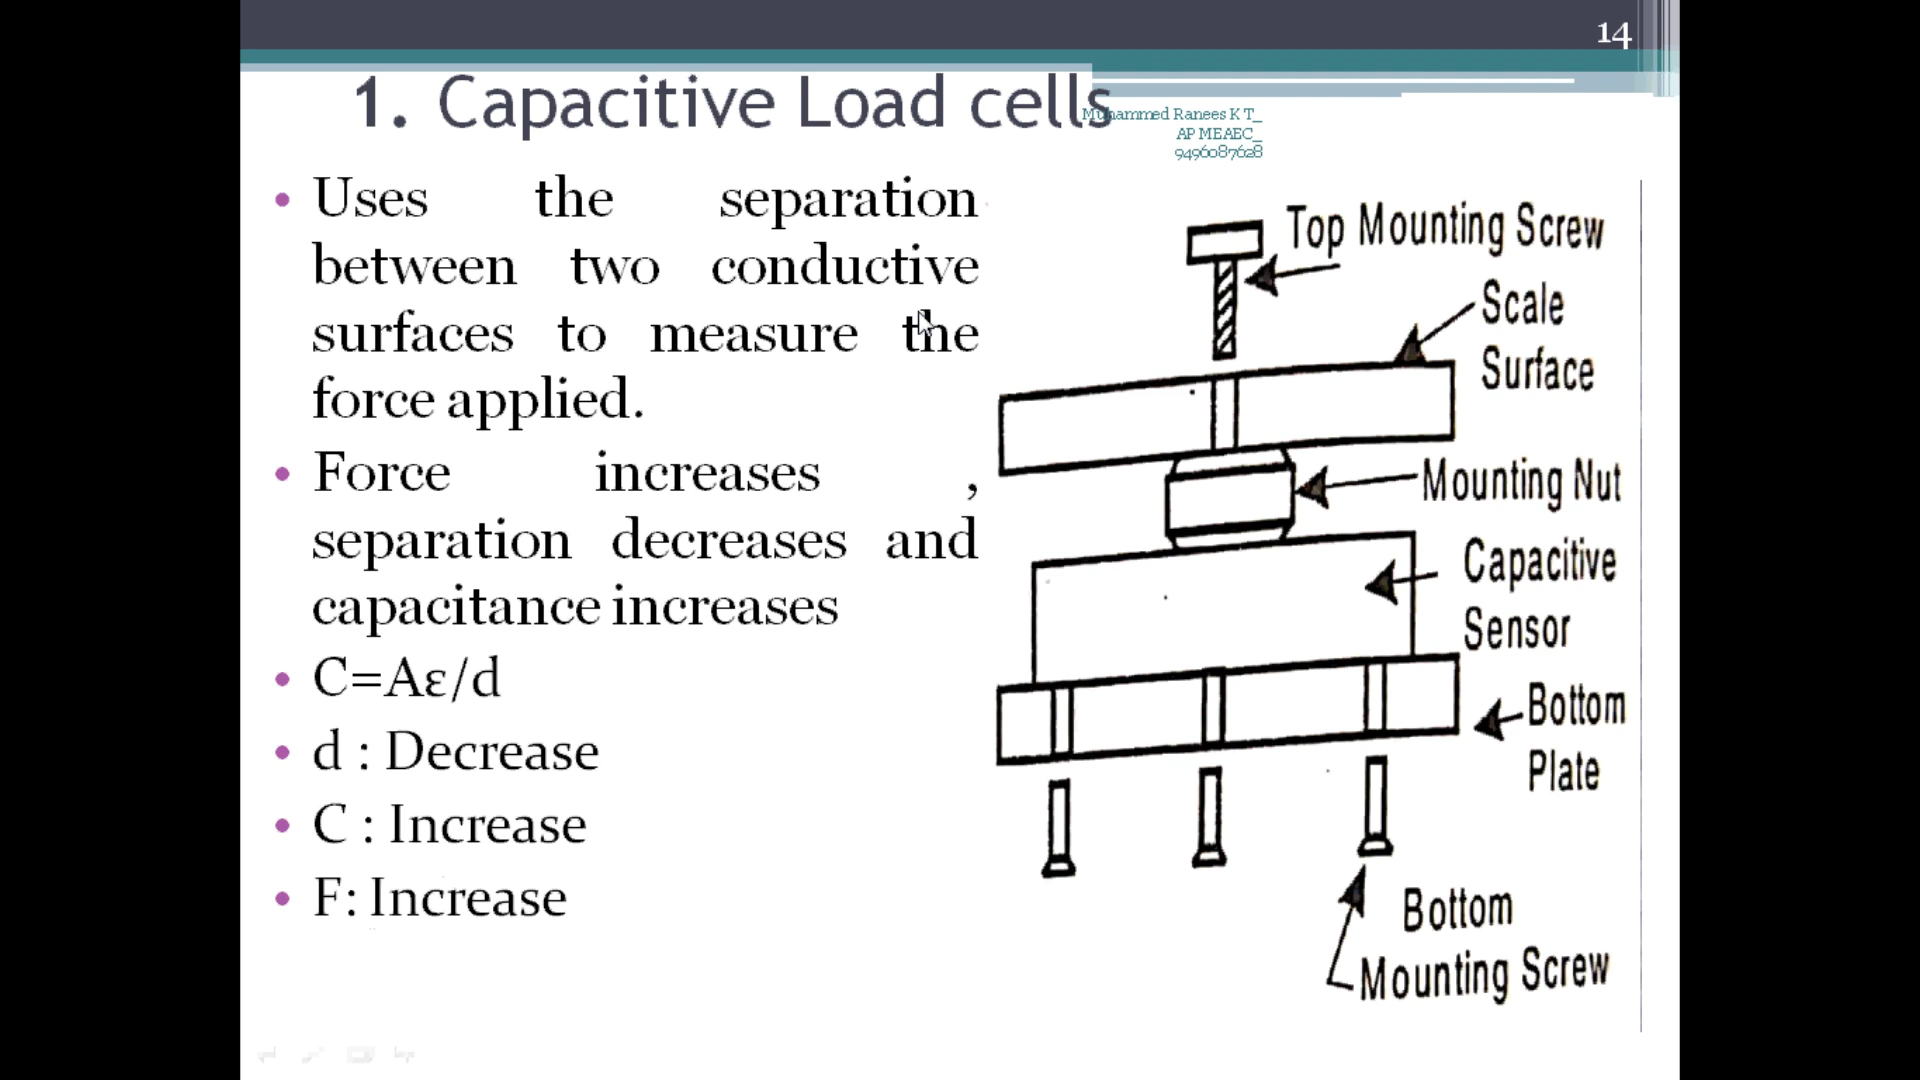 14
1. Capacitive Load cells
Muhammed Ranees K T_
AP MEAEC_
9496087628
• Uses the separation
between two conductive
surfaces to measure the
force applied.
• Force increases ,
separation decreases and
capacitance increases
• C=Aε/d
• d : Decrease
• C : Increase
• F: Increase
Top Mounting Screw
Scale
Surface
Mounting Nut
Capacitive
Sensor
Bottom
Plate
Bottom
Mounting Screw